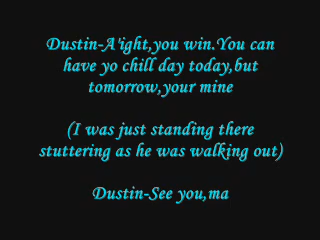 Dustin-A'ight,you win.You can
have yo chill day today,but
tomorrow,your mine
(I was just standing there
stuttering as he was walking out)
Dustin-See you,ma